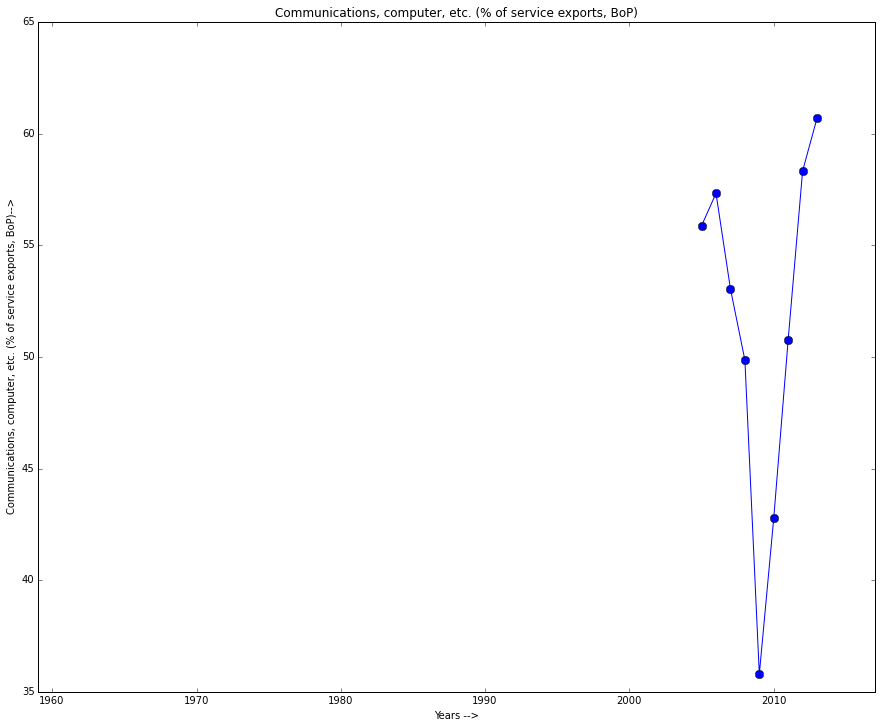 Communications, computer, etc. (% of service exports, BoP)
65
60
55
50
45
40
35
Communications, computer, etc. (% of service exports, BoP)-->
1960 1970 1980 1990 2000 2010
Years -->